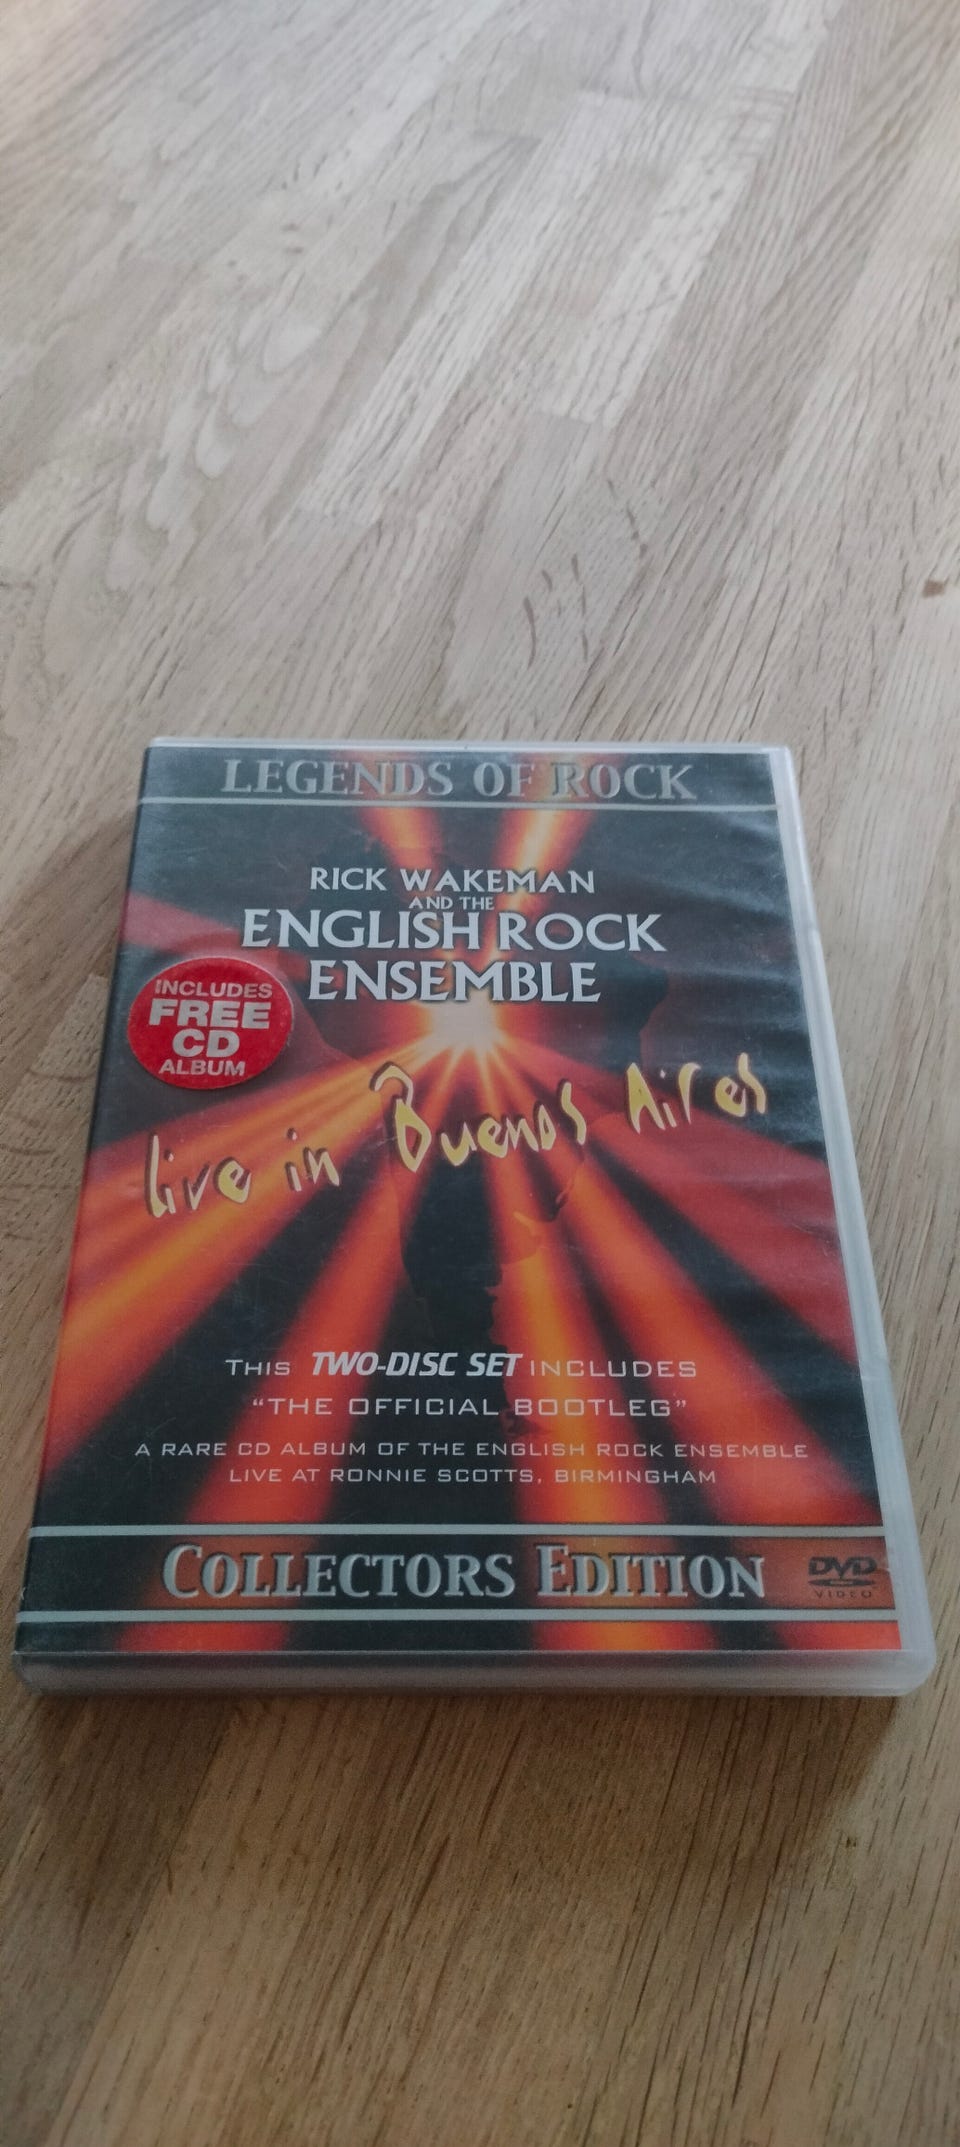 LEGENDS OF ROCK
RICK WAKEMAN
AND THE
ENGLISH ROCK
ENSEMBLE
INCLUDES
FREE
CD
ALBUM
live in Buenos Aires
THIS TWO-DISC SET INCLUDES
"THE OFFICIAL BOOTLEG"
A RARE CD ALBUM OF THE ENGLISH ROCK ENSEMBLE
LIVE AT RONNIE SCOTTS, BIRMINGHAM
COLLECTORS EDITION
DVD
VIDEO